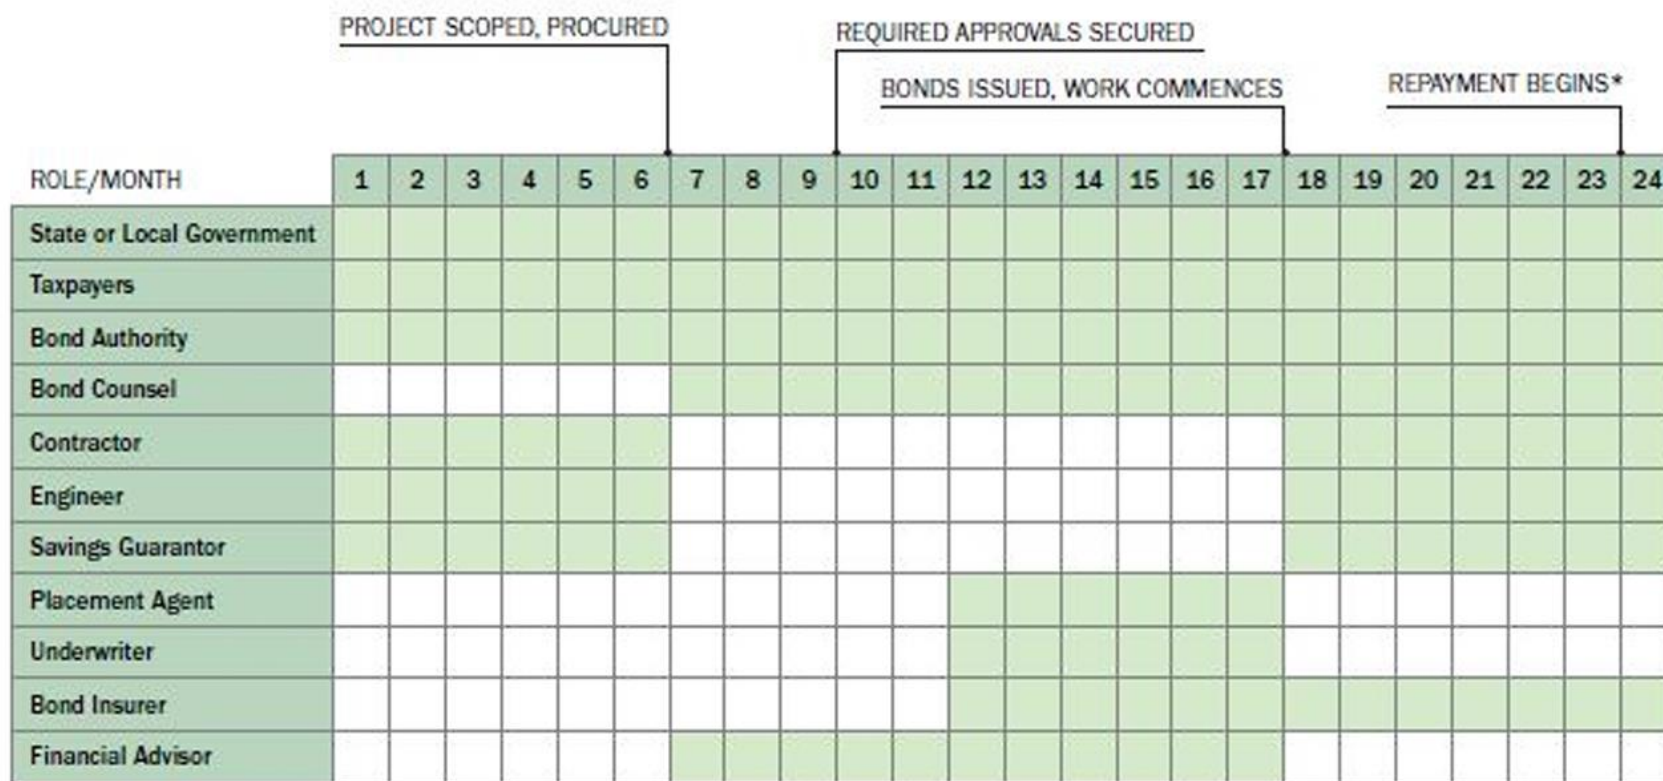 PROJECT SCOPED, PROCURED
REQUIRED APPROVALS SECURED
BONDS ISSUED, WORK COMMENCES
REPAYMENT BEGINS*
ROLE/MONTH 1 2 3 4 5 6 7 8 9 10 11 12 13 14 15 16 17 18 19 20 21 22 23 24
State or Local Government
Taxpayers
Bond Authority
Bond Counsel
Contractor
Engineer
Savings Guarantor
Placement Agent
Underwriter
Bond Insurer
Financial Advisor